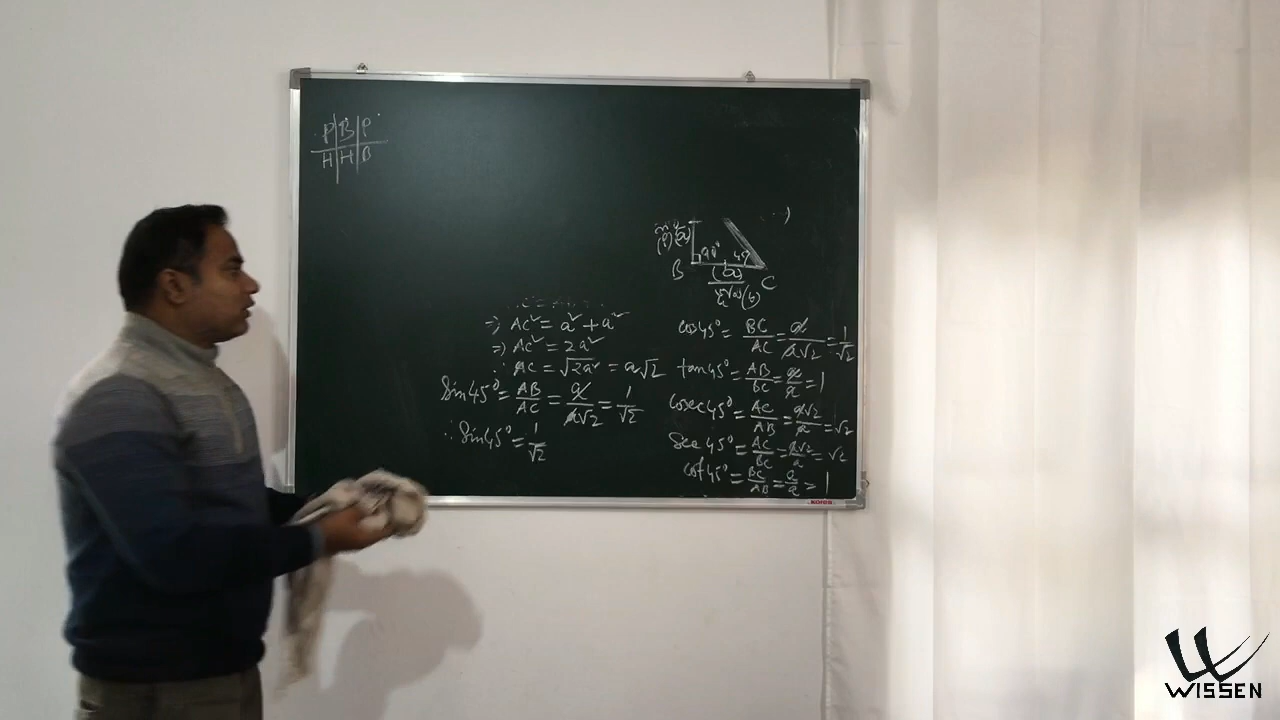 P B P
H H B
(P) (a)
B 90° 45° C
(a)
(b)
⇒ AC² = a² + a²
⇒ AC² = 2a²
∴ AC = √2a² = a√2
Sin45° = AB/AC = a/a√2 = 1/√2
∴ Sin45° = 1/√2
cos45° = BC/AC = a/a√2 = 1/√2
tan45° = AB/BC = a/a = 1
cosec45° = AC/AB = a√2/a = √2
Sec45° = AC/BC = a√2/a = √2
cot45° = BC/AB = a/a = 1
Kores
WISSEN